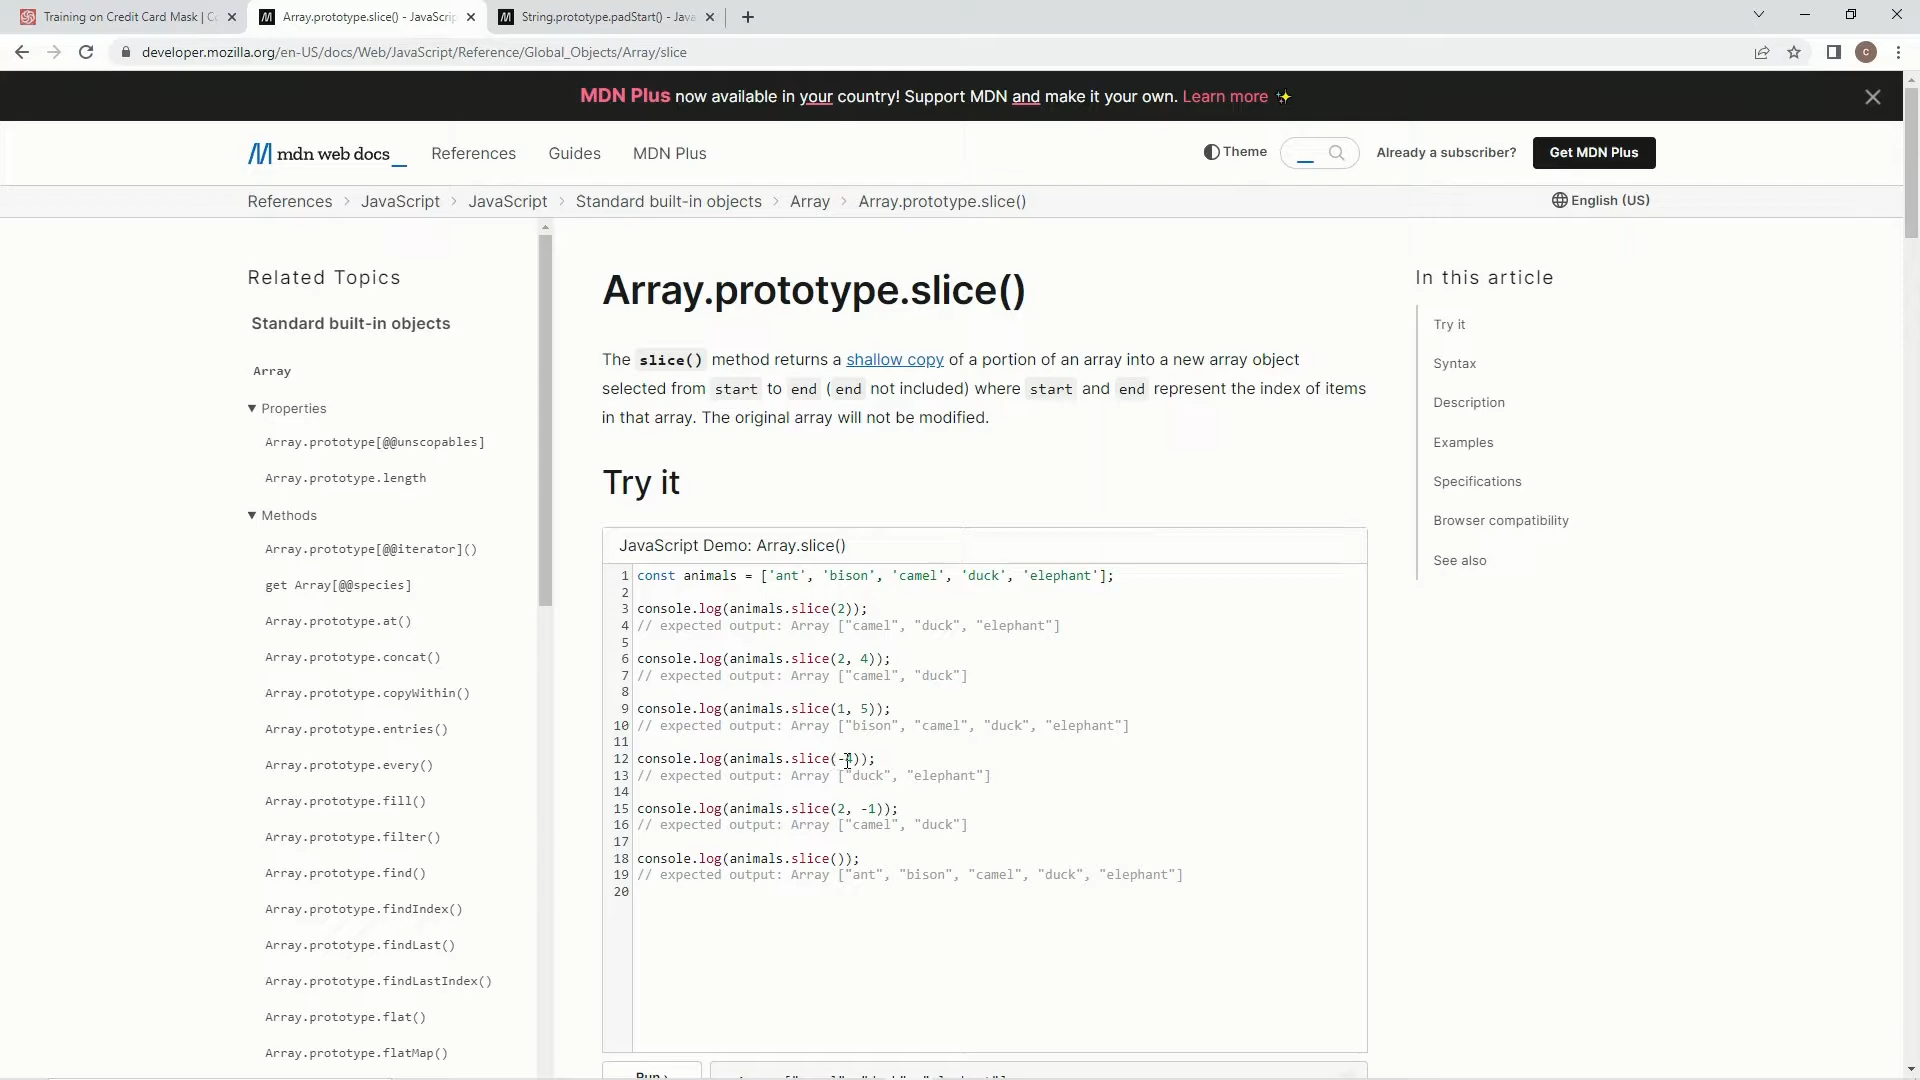 Training on Credit Card Mask | C
Array.prototype.slice() - JavaScrip
String.prototype.padStart() - Java
developer.mozilla.org/en-US/docs/Web/JavaScript/Reference/Global_Objects/Array/slice
C
MDN Plus now available in your country! Support MDN and make it your own. Learn more ✨
mdn web docs_
References
Guides
MDN Plus
Theme
Already a subscriber?
Get MDN Plus
References > JavaScript > JavaScript > Standard built-in objects > Array > Array.prototype.slice()
English (US)
Related Topics
Standard built-in objects
Array
▼ Properties
Array.prototype[@@unscopables]
Array.prototype.length
▼ Methods
Array.prototype[@@iterator]()
get Array[@@species]
Array.prototype.at()
Array.prototype.concat()
Array.prototype.copyWithin()
Array.prototype.entries()
Array.prototype.every()
Array.prototype.fill()
Array.prototype.filter()
Array.prototype.find()
Array.prototype.findIndex()
Array.prototype.findLast()
Array.prototype.findLastIndex()
Array.prototype.flat()
Array.prototype.flatMap()
Array.prototype.slice()
The slice() method returns a shallow copy of a portion of an array into a new array object
selected from start to end (end not included) where start and end represent the index of items
in that array. The original array will not be modified.
Try it
JavaScript Demo: Array.slice()
1 const animals = ['ant', 'bison', 'camel', 'duck', 'elephant'];
2
3 console.log(animals.slice(2));
4 // expected output: Array ["camel", "duck", "elephant"]
5
6 console.log(animals.slice(2, 4));
7 // expected output: Array ["camel", "duck"]
8
9 console.log(animals.slice(1, 5));
10 // expected output: Array ["bison", "camel", "duck", "elephant"]
11
12 console.log(animals.slice(-4));
13 // expected output: Array ["duck", "elephant"]
14
15 console.log(animals.slice(2, -1));
16 // expected output: Array ["camel", "duck"]
17
18 console.log(animals.slice());
19 // expected output: Array ["ant", "bison", "camel", "duck", "elephant"]
20
Run ›
In this article
Try it
Syntax
Description
Examples
Specifications
Browser compatibility
See also